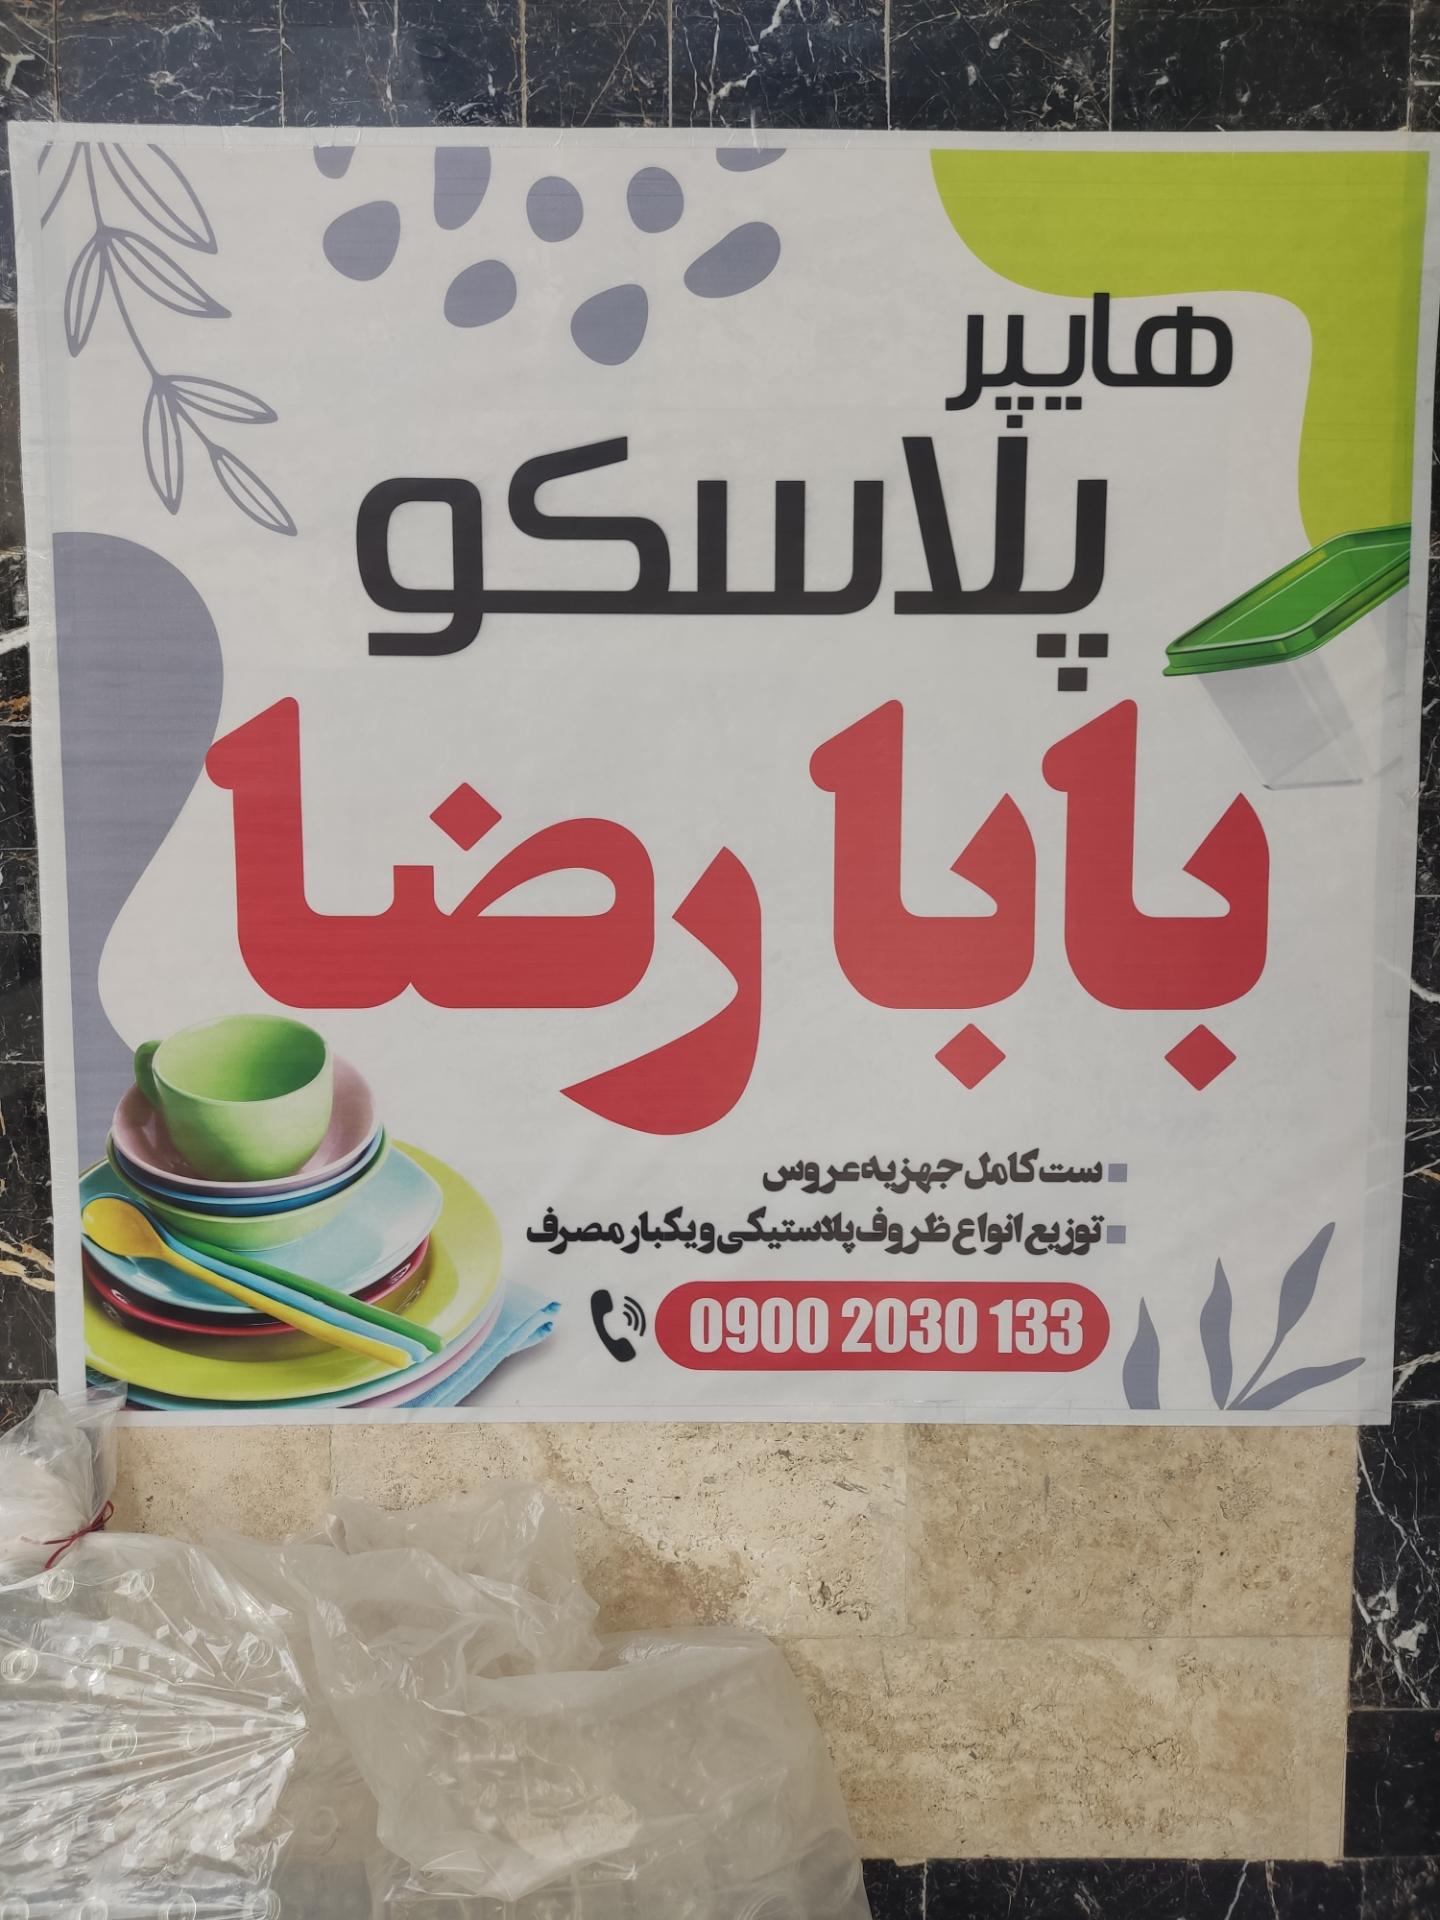 هایپر
پلاسکو
بابا رضا
ست کامل جهزیه عروس
توزیع انواع ظروف پلاستیکی و یکبار مصرف
0900 2030 133